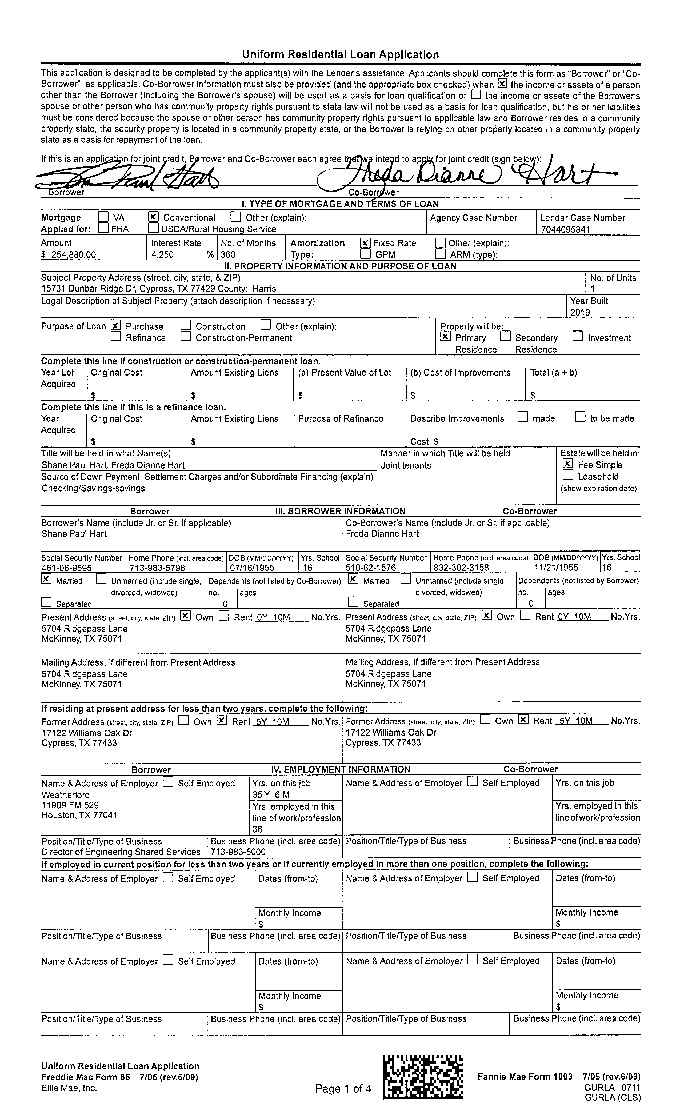 Uniform Residential Loan Application
This application is designed to be completed by the applicant(s) with the Lender's assistance. Applicants should complete this form as "Borrower" or "Co-
Borrower" as applicable. Co-Borrower information must also be provided (and the appropriate box checked) when [x] the income or assets of a person
other than the Borrower (including the Borrower's spouse) will be used as a basis for loan qualification or [ ] the income or assets of the Borrower's
spouse or other person who has community property rights pursuant to state law will not be used as a basis for loan qualification, but his or her liabilities
must be considered because the spouse or other person has community property rights pursuant to applicable law and Borrower resides in a community
property state, the security property is located in a community property state, or the Borrower is relying on other property located in a community property
state as a basis for repayment of the loan.
If this is an application for joint credit, Borrower and Co-Borrower each agree that we intend to apply for joint credit (sign below):
Paul Hart Freda Dianne Hart
Borrower Co-Borrower
I. TYPE OF MORTGAGE AND TERMS OF LOAN
Mortgage [ ] VA [x] Conventional [ ] Other (explain): Agency Case Number Lender Case Number
Applied for: [ ] FHA [ ] USDA/Rural Housing Service 7044095841
Amount Interest Rate No. of Months Amortization [x] Fixed Rate [ ] Other (explain):
$ 4.250 % 360 Type: [ ] GPM [ ] ARM (type):
II. PROPERTY INFORMATION AND PURPOSE OF LOAN
Subject Property Address (street, city, state, & ZIP) No. of Units
15731 Dunbar Ridge Dr, Cypress, TX 77429 County: Harris 1
Legal Description of Subject Property (attach description if necessary) Year Built
Purpose of Loan [x] Purchase [ ] Construction [ ] Other (explain): Property will be:
[ ] Refinance [ ] Construction-Permanent [x] Primary Residence [ ] Secondary Residence [ ] Investment
Complete this line if construction or construction-permanent loan.
Year Lot Acquired Original Cost Amount Existing Liens (a) Present Value of Lot (b) Cost of Improvements Total (a + b)
$ $ $ $ $
Complete this line if this is a refinance loan.
Year Acquired Original Cost Amount Existing Liens Purpose of Refinance Describe Improvements [ ] made [ ] to be made
$ $ Cost $
Title will be held in what Name(s) Manner in which Title will be held Estate will be held in:
Shane Paul Hart, Freda Dianne Hart Joint tenants [x] Fee Simple
Source of Down Payment, Settlement Charges and/or Subordinate Financing (explain) [ ] Leasehold
Checking/Savings-savings (show expiration date)
Borrower III. BORROWER INFORMATION Co-Borrower
Borrower's Name (include Jr. or Sr. if applicable) Co-Borrower's Name (include Jr. or Sr. if applicable)
Shane Paul Hart Freda Dianne Hart
Social Security Number Home Phone (incl. area code) DOB (MM/DD/YYYY) Yrs. School Social Security Number Home Phone (incl. area code) DOB (MM/DD/YYYY) Yrs. School
713-983-5798 07/16/1955 16 832-302-3158 11/21/1955 16
[x] Married [ ] Unmarried (include single, divorced, widowed) Dependents (not listed by Co-Borrower) [x] Married [ ] Unmarried (include single divorced, widowed) Dependents (not listed by Borrower)
[ ] Separated no. 0 ages [ ] Separated no. 0 ages
Present Address (street, city, state, ZIP) [x] Own [ ] Rent 0Y 10M No.Yrs. Present Address (street, city, state, ZIP) [x] Own [ ] Rent 0Y 10M No.Yrs.
5704 Ridgepass Lane 5704 Ridgepass Lane
McKinney, TX 75071 McKinney, TX 75071
Mailing Address, if different from Present Address Mailing Address, if different from Present Address
5704 Ridgepass Lane 5704 Ridgepass Lane
McKinney, TX 75071 McKinney, TX 75071
If residing at present address for less than two years, complete the following:
Former Address (street, city, state, ZIP) [ ] Own [x] Rent 5Y 10M No.Yrs. Former Address (street, city, state, ZIP) [ ] Own [x] Rent 5Y 10M No.Yrs.
17122 Williams Oak Dr 17122 Williams Oak Dr
Cypress, TX 77433 Cypress, TX 77433
Borrower IV. EMPLOYMENT INFORMATION Co-Borrower
Name & Address of Employer [ ] Self Employed Yrs. on this job Name & Address of Employer [ ] Self Employed Yrs. on this job
Weatherford 35 Y 6 M
11909 FM 529 Yrs. employed in this line of work/profession Yrs. employed in this line of work/profession
Houston, TX 77041 36
Position/Title/Type of Business Business Phone (incl. area code) Position/Title/Type of Business Business Phone (incl. area code)
Director of Engineering Shared Services 713-983-5000
If employed in current position for less than two years or if currently employed in more than one position, complete the following:
Name & Address of Employer [ ] Self Employed Dates (from-to) Name & Address of Employer [ ] Self Employed Dates (from-to)
Monthly Income Monthly Income
$ $
Position/Title/Type of Business Business Phone (incl. area code) Position/Title/Type of Business Business Phone (incl. area code)
Name & Address of Employer [ ] Self Employed Dates (from-to) Name & Address of Employer [ ] Self Employed Dates (from-to)
Monthly Income Monthly Income
$ $
Position/Title/Type of Business Business Phone (incl. area code) Position/Title/Type of Business Business Phone (incl. area code)
Uniform Residential Loan Application
Freddie Mac Form 65 7/05 (rev.6/09) Fannie Mae Form 1003 7/05 (rev.6/09)
Ellie Mae, Inc. Page 1 of 4 GURLA 0711
GURLA (CLS)